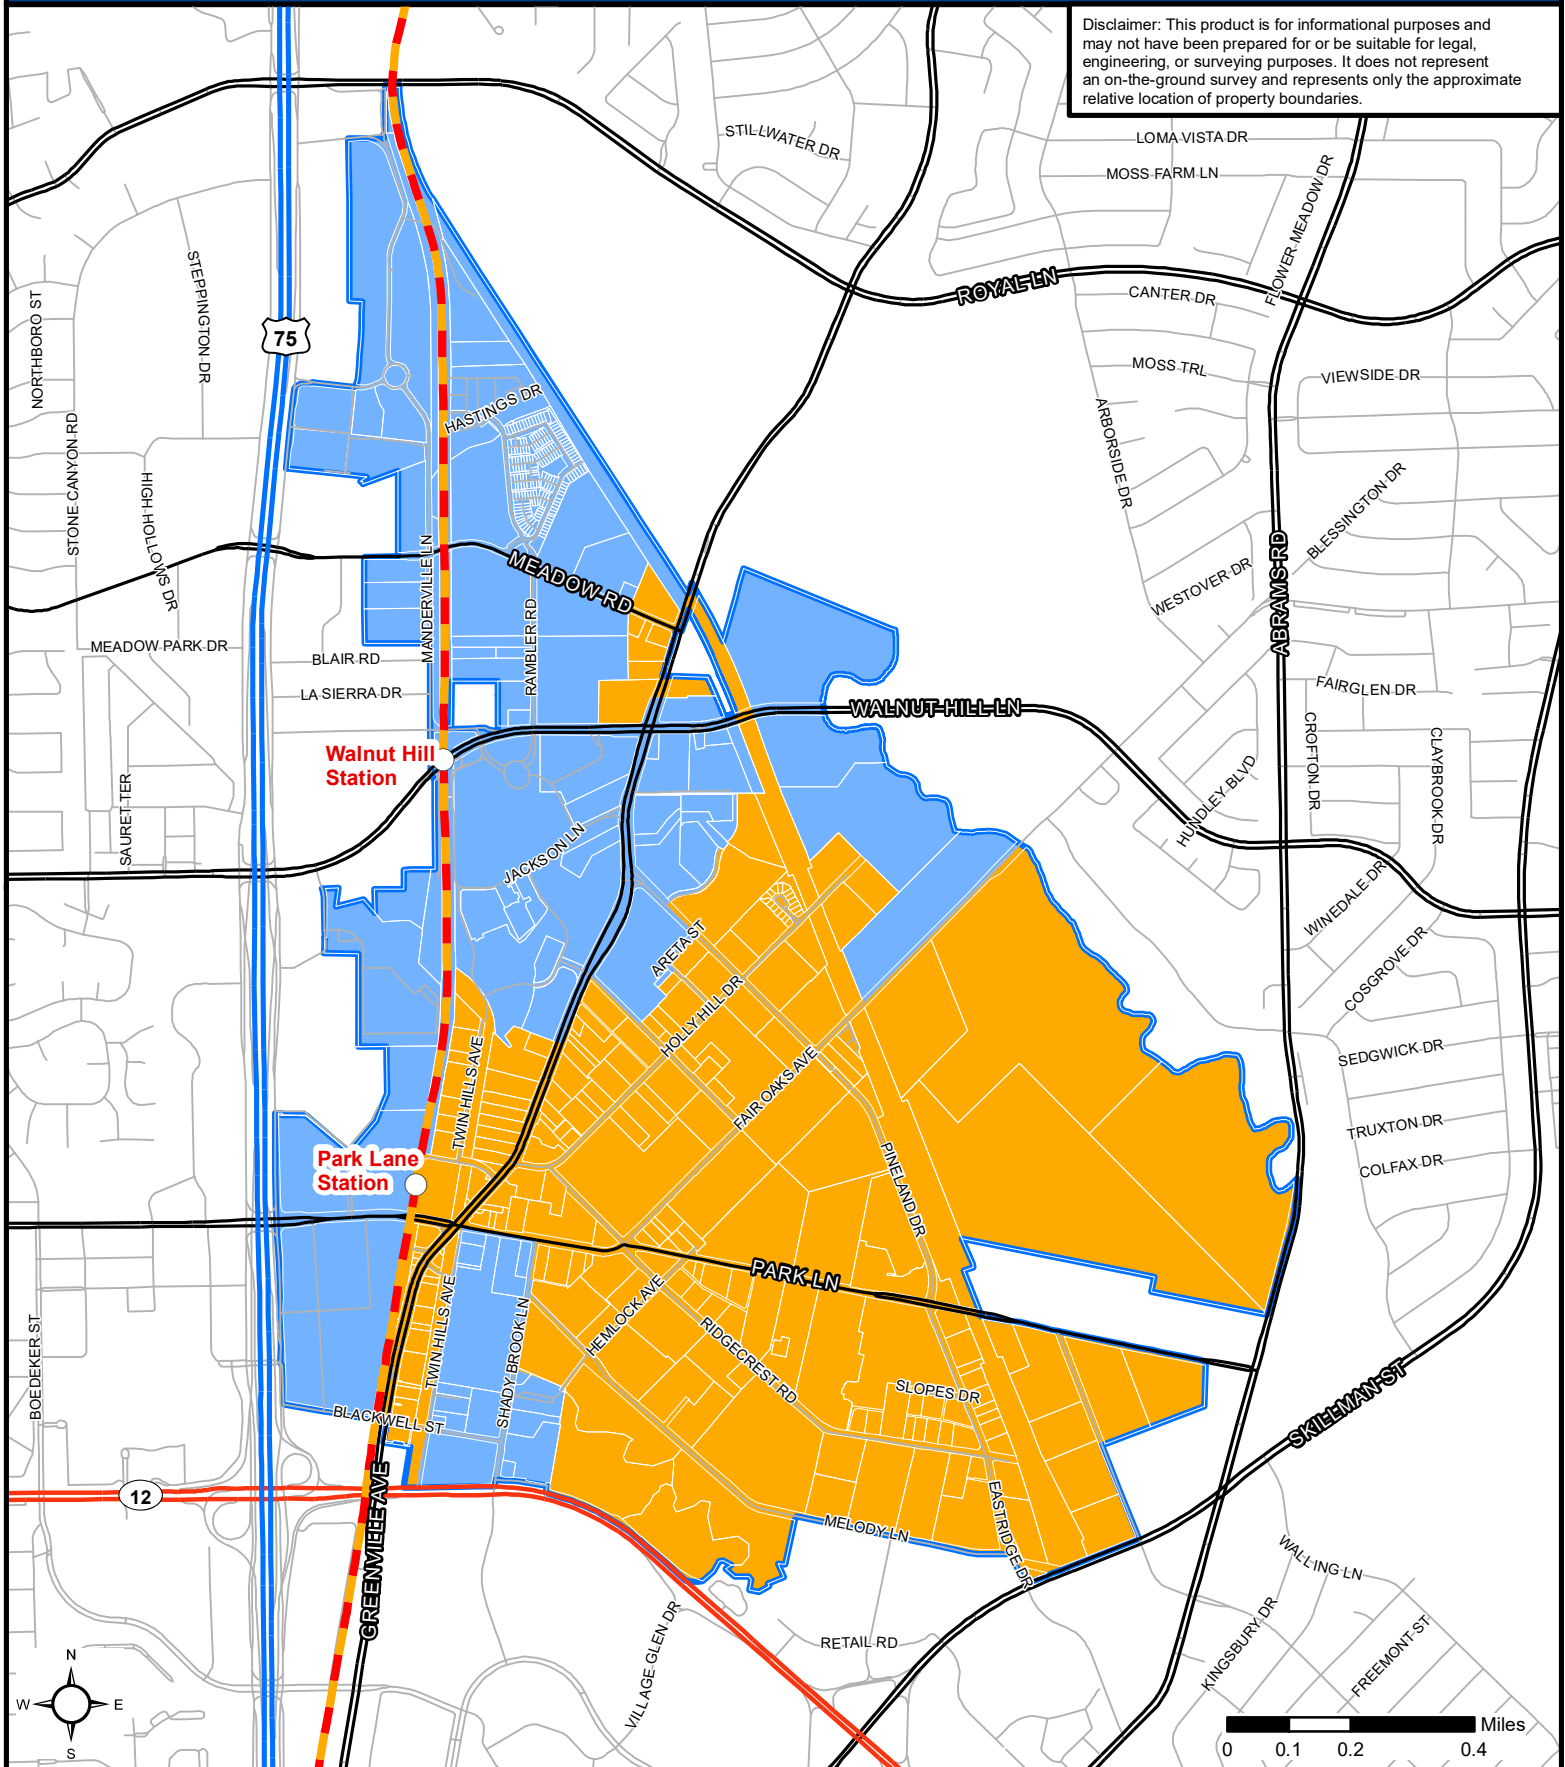 Disclaimer: This product is for informational purposes and
may not have been prepared for or be suitable for legal,
engineering, or surveying purposes. It does not represent
an on-the-ground survey and represents only the approximate
relative location of property boundaries.
STILLWATER DR
LOMA VISTA DR
MOSS FARM LN
FLOWER MEADOW DR
STEPPINGTON DR
NORTHBORO ST
75
ROYAL LN
CANTER DR
MOSS TRL
VIEWSIDE DR
HASTINGS DR
ARBORSIDE DR
STONE CANYON RD
HIGH HOLLOWS DR
BLESSINGTON DR
MANDERVILLE LN
MEADOW RD
WESTOVER DR
ABRAMS RD
RAMBLER RD
MEADOW PARK DR
BLAIR RD
LA SIERRA DR
FAIRGLEN DR
WALNUT HILL LN
CROFTON DR
CLAYBROOK DR
Walnut Hill
Station
HUNDLEY BLVD
SAURET TER
JACKSON LN
WINEDALE DR
ARETA ST
COSGROVE DR
HOLLY HILL DR
TWIN HILLS AVE
FAIR OAKS AVE
SEDGWICK DR
TRUXTON DR
COLFAX DR
Park Lane
Station
PINELAND DR
PARK LN
TWIN HILLS AVE
SHADY BROOK LN
HEMLOCK AVE
RIDGECREST RD
BOEDEKER ST
SLOPES DR
BLACKWELL ST
SKILLMAN ST
12
GREENVILLE AVE
MELODY LN
EASTRIDGE DR
WALLING LN
VILLAGE GLEN DR
RETAIL RD
KINGSBURY DR
FREEMONT ST
N
W
E
S
Miles
0 0.1 0.2 0.4